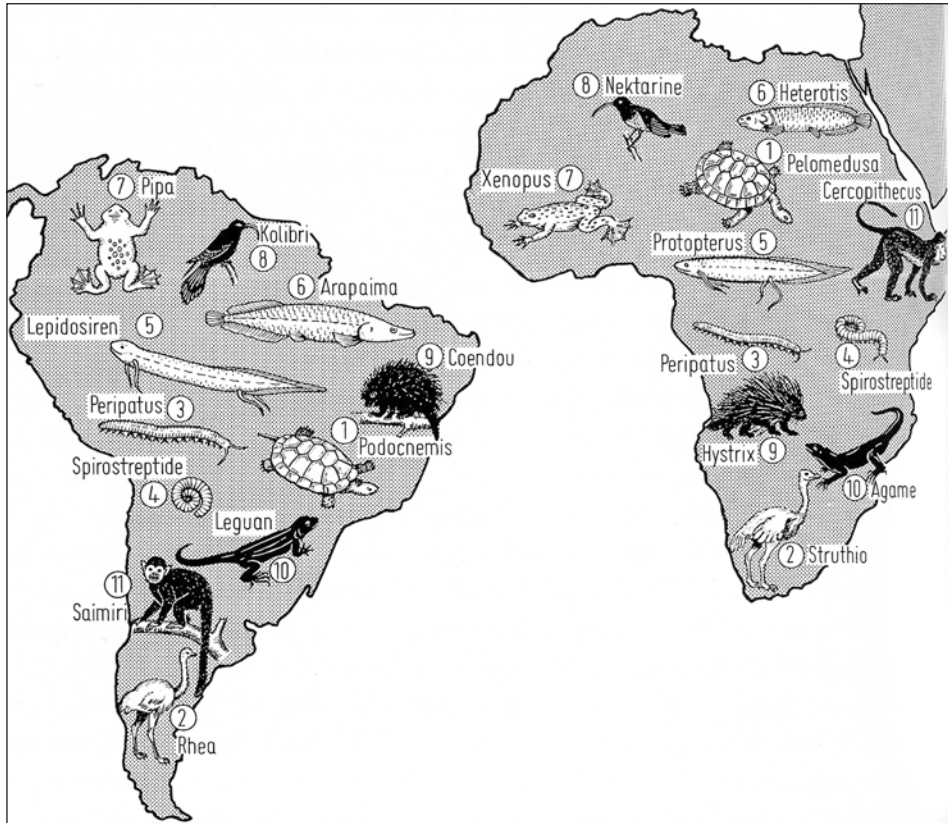 ⑦ Pipa
Kolibri
⑧
⑥ Arapaima
Lepidosiren ⑤
⑨ Coendou
Peripatus ③
①
Podocnemis
Spirostreptide
④
Leguan
⑩
⑪
Saimiri
②
Rhea
⑧ Nektarine
⑥ Heterotis
①
Pelomedusa
Xenopus ⑦
Cercopithecus
⑪
Protopterus ⑤
Peripatus ③
④
Spirostreptide
Hystrix ⑨
⑩ Agame
② Struthio